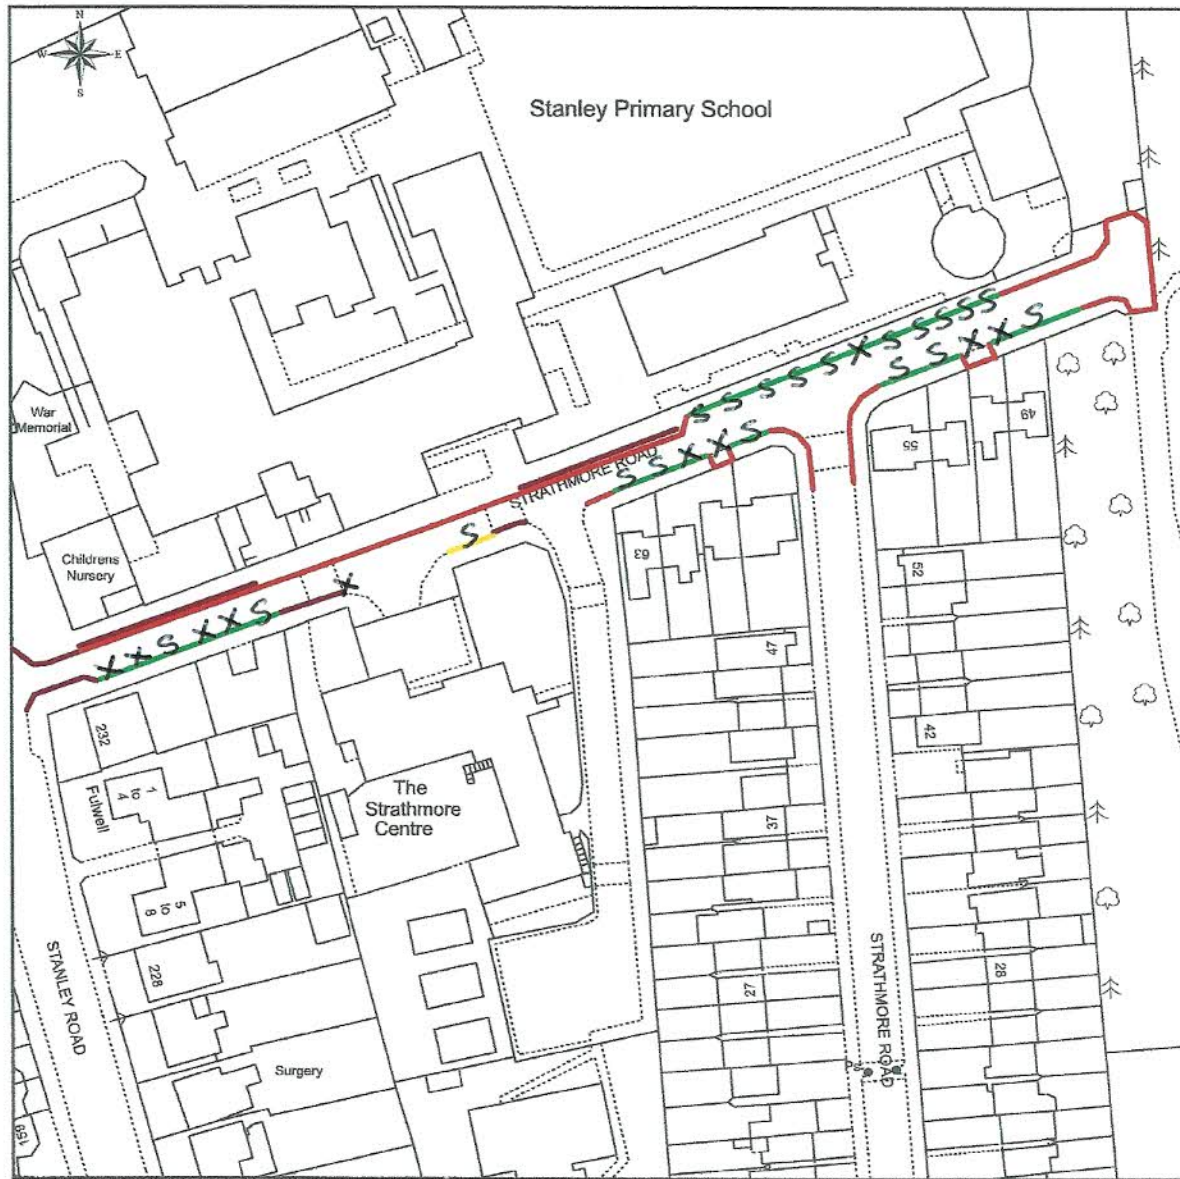 N
W E
S
Stanley Primary School
S S S S X S S S S S
S S X X S
War
Memorial
49
55
S S X X S
STRATHMORE ROAD
S
63
52
Childrens
Nursery
X
X X S X X S
47
232
42
1
to
4
Fulwell
The
Strathmore
Centre
37
5
to
8
STANLEY ROAD
228
27
STRATHMORE ROAD
28
Surgery
159